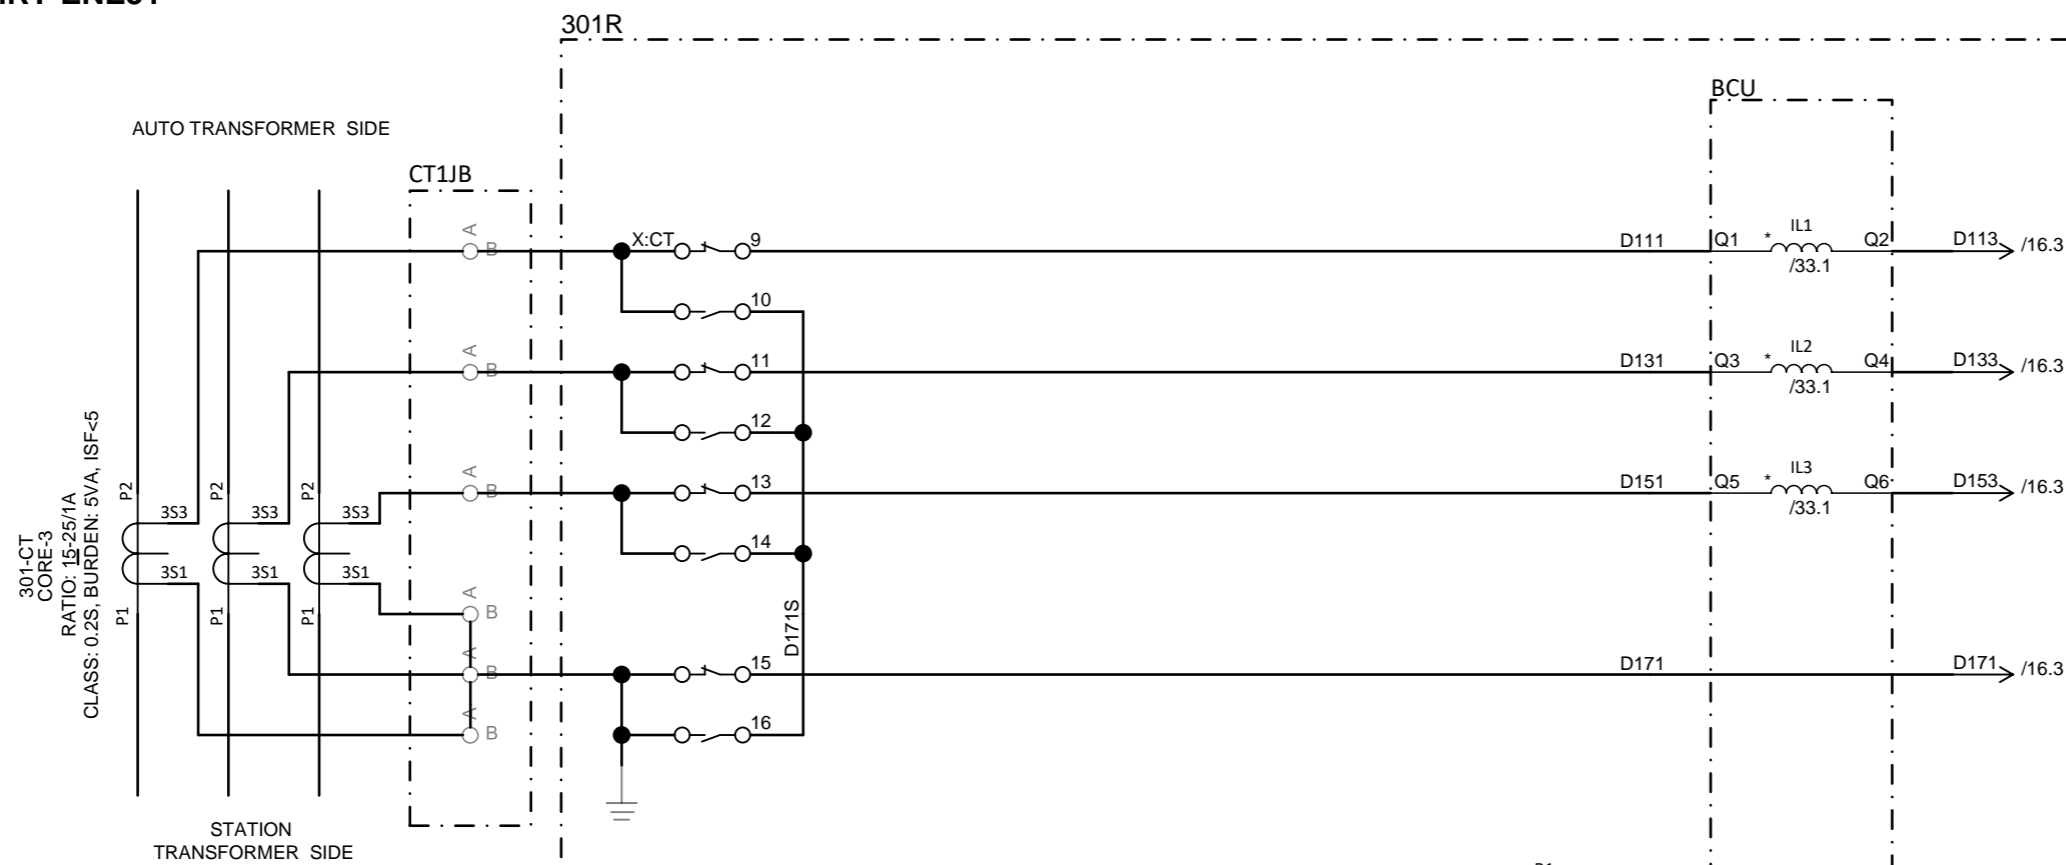 301R
BCU
AUTO TRANSFORMER SIDE
CT1JB
A
B
X:CT
9
D111
Q1
*
IL1
/33.1
Q2
D113
/16.3
10
A
B
11
D131
Q3
*
IL2
/33.1
Q4
D133
/16.3
12
A
B
13
D151
Q5
*
IL3
/33.1
Q6
D153
/16.3
14
301-CT
CORE-3
RATIO: 15-25/1A
CLASS: 0.2S, BURDEN: 5VA, ISF<5
P2
P2
P2
3S3
3S3
3S3
3S1
3S1
3S1
P1
P1
P1
A
B
D171S
A
B
15
D171
D171
/16.3
A
B
16
STATION
TRANSFORMER SIDE